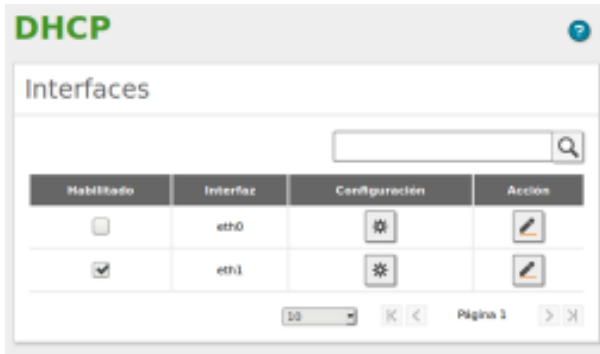 DHCP
?
Interfaces
Habilitado Interfaz Configuración Acción
eth0
eth1
10 Página 1